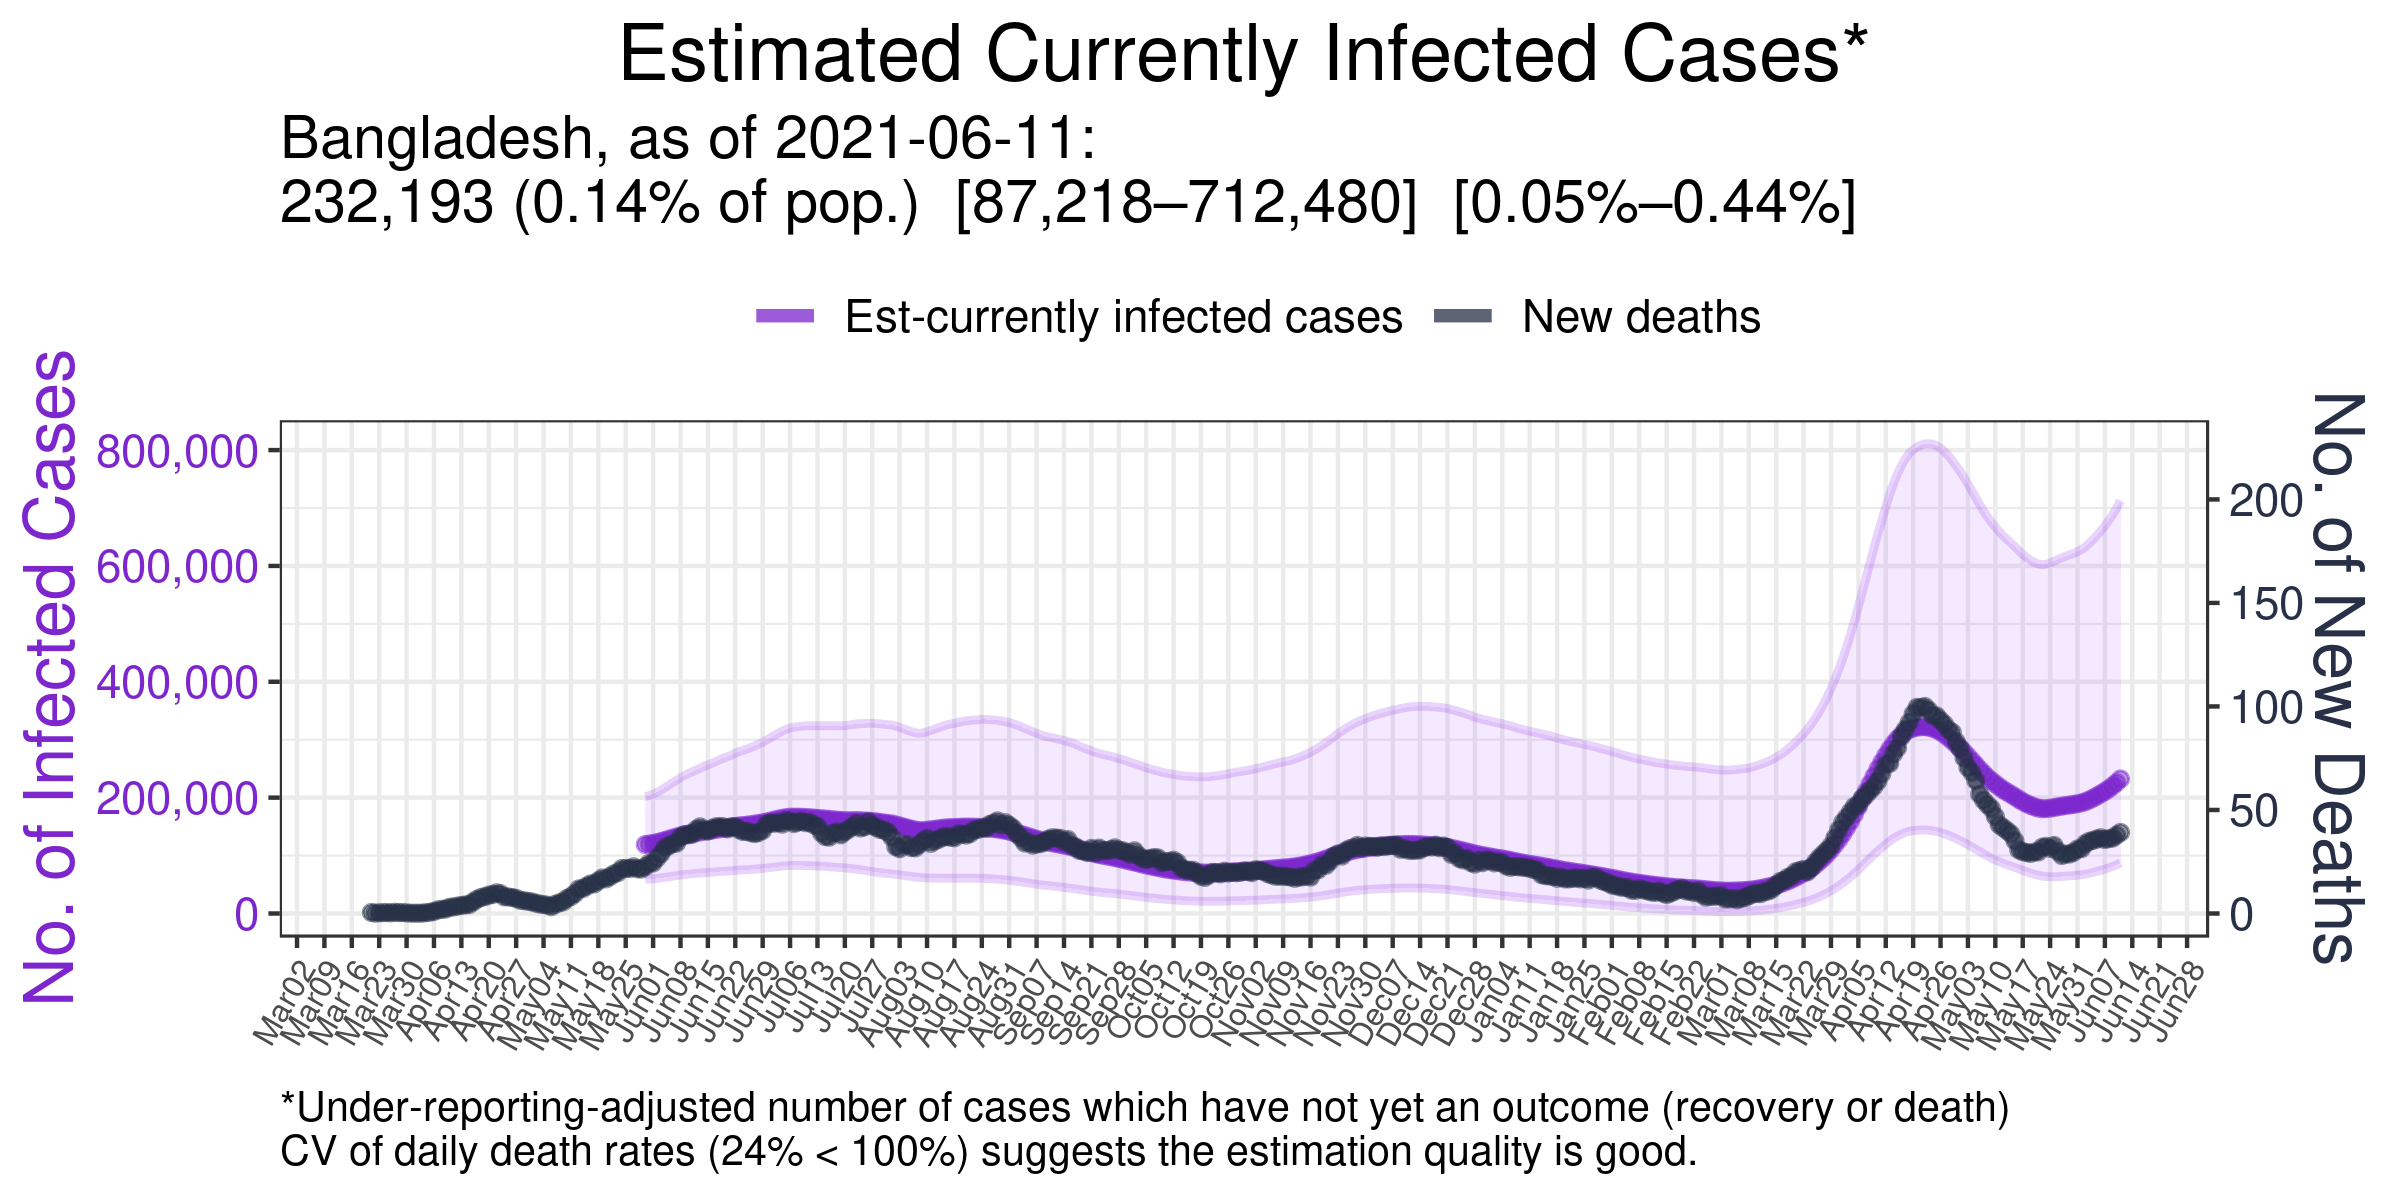 Estimated Currently Infected Cases*
Bangladesh, as of 2021-06-11:
232,193 (0.14% of pop.) [87,218–712,480] [0.05%–0.44%]
Est-currently infected cases
New deaths
No. of Infected Cases
800,000
600,000
400,000
200,000
0
200
150
100
50
0
No. of New Deaths
Mar02
Mar09
Mar16
Mar23
Mar30
Apr06
Apr13
Apr20
Apr27
May04
May11
May18
May25
Jun01
Jun08
Jun15
Jun22
Jun29
Jul06
Jul13
Jul20
Jul27
Aug03
Aug10
Aug17
Aug24
Aug31
Sep07
Sep14
Sep21
Sep28
Oct05
Oct12
Oct19
Oct26
Nov02
Nov09
Nov16
Nov23
Nov30
Dec07
Dec14
Dec21
Dec28
Jan04
Jan11
Jan18
Jan25
Feb01
Feb08
Feb15
Feb22
Mar01
Mar08
Mar15
Mar22
Mar29
Apr05
Apr12
Apr19
Apr26
May03
May10
May17
May24
May31
Jun07
Jun14
Jun21
Jun28
*Under-reporting-adjusted number of cases which have not yet an outcome (recovery or death)
CV of daily death rates (24% < 100%) suggests the estimation quality is good.